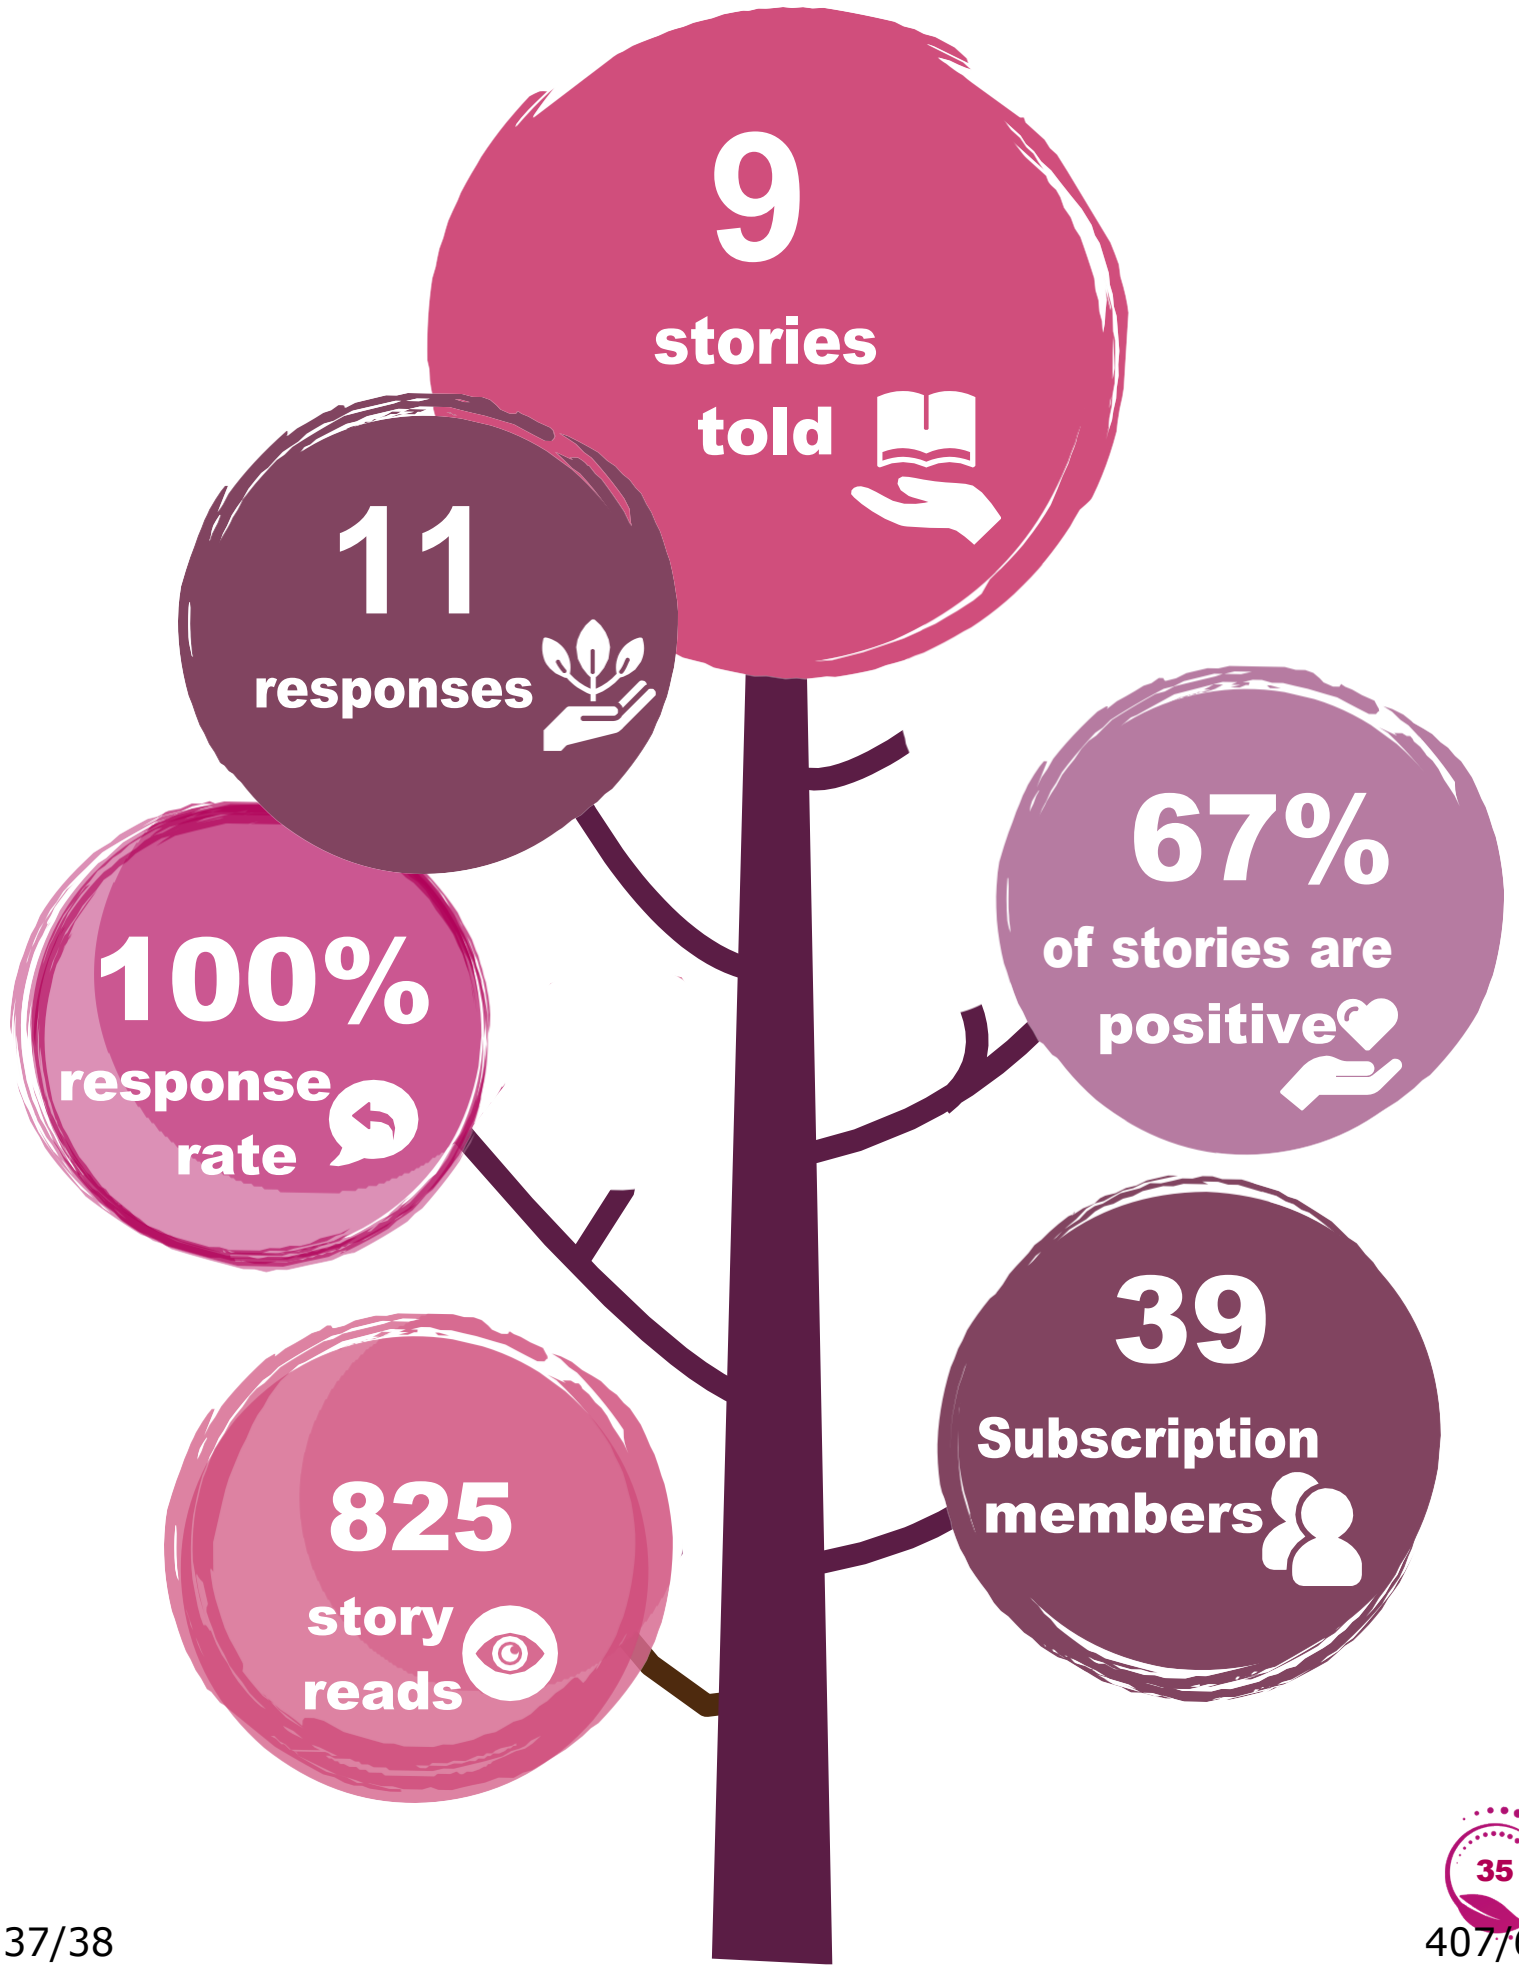 9
stories
told
11
responses
67%
of stories are
positive
100%
response
rate
39
Subscription
members
825
story
reads
35
37/38